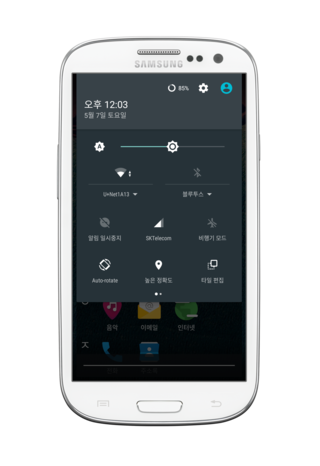 SAMSUNG
85%
오후 12:03
5월 7일 토요일
A
U+Net1A13
블루투스
알림 일시중지
SKTelecom
비행기 모드
Auto-rotate
높은 정확도
타일 편집
음악
이메일
인터넷